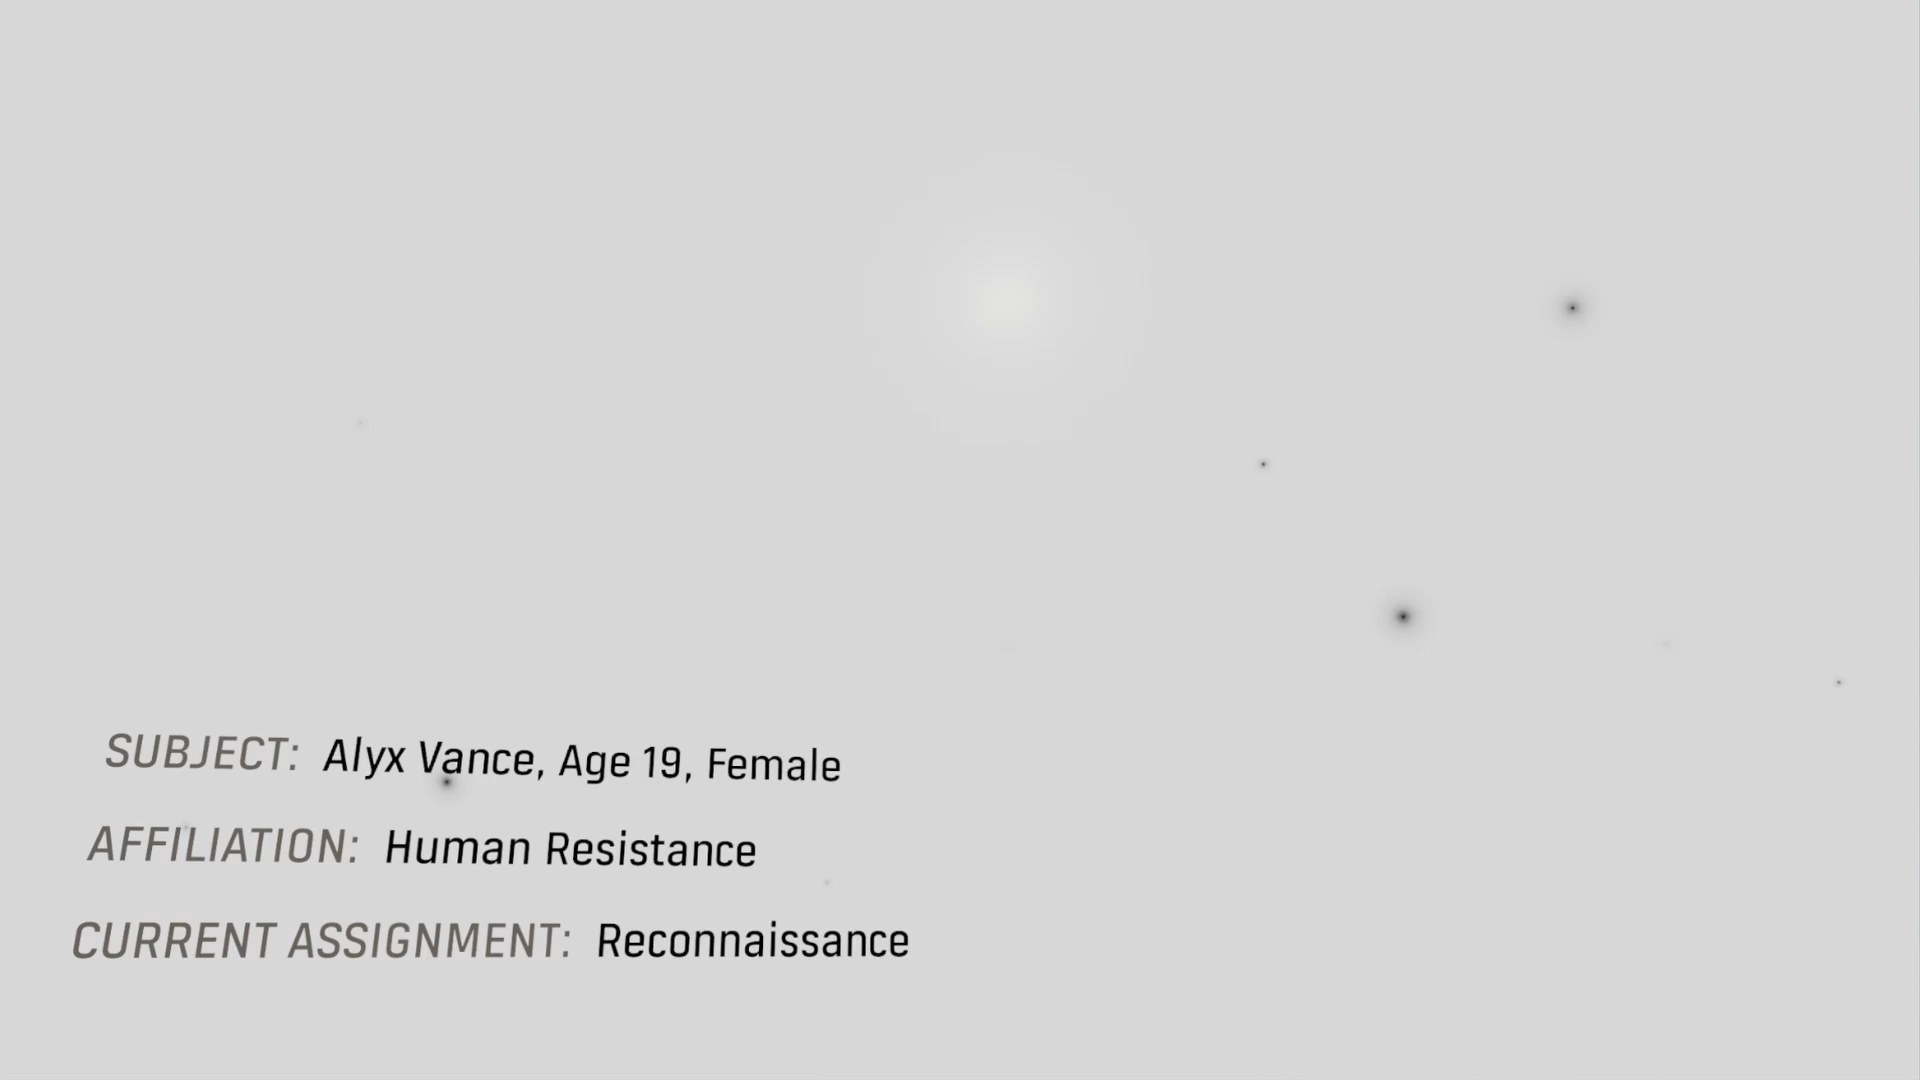 SUBJECT: Alyx Vance, Age 19, Female
AFFILIATION: Human Resistance
CURRENT ASSIGNMENT: Reconnaissance